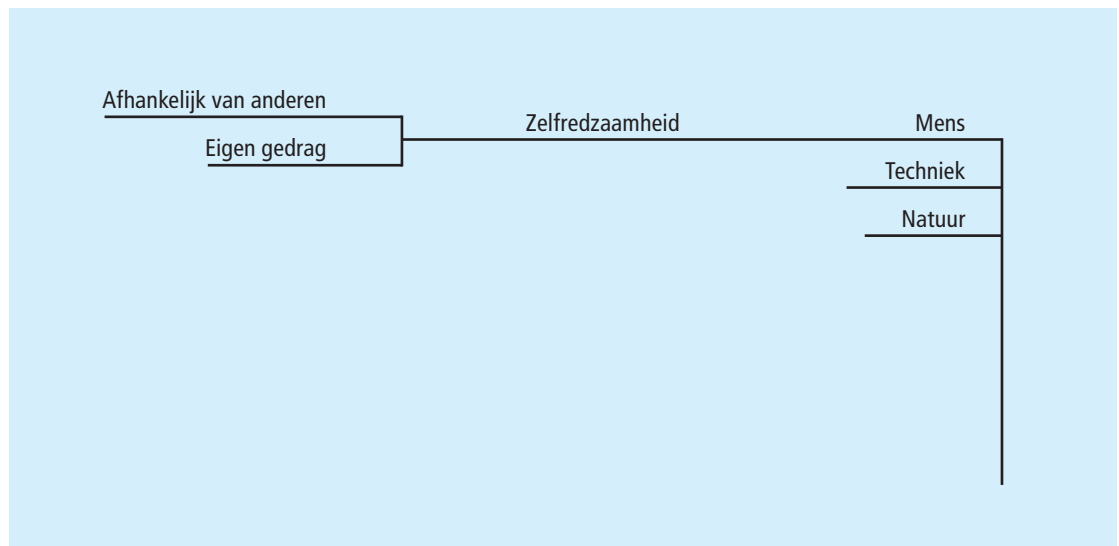 Afhankelijk van anderen
Zelfredzaamheid
Mens
Eigen gedrag
Techniek
Natuur